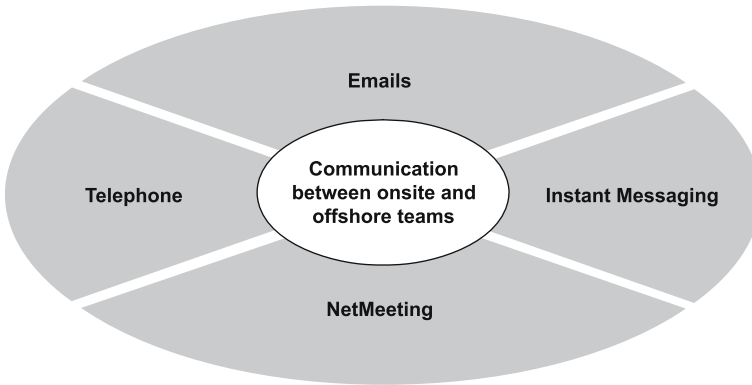 Emails
Communication
between onsite and
offshore teams
Telephone
Instant Messaging
NetMeeting